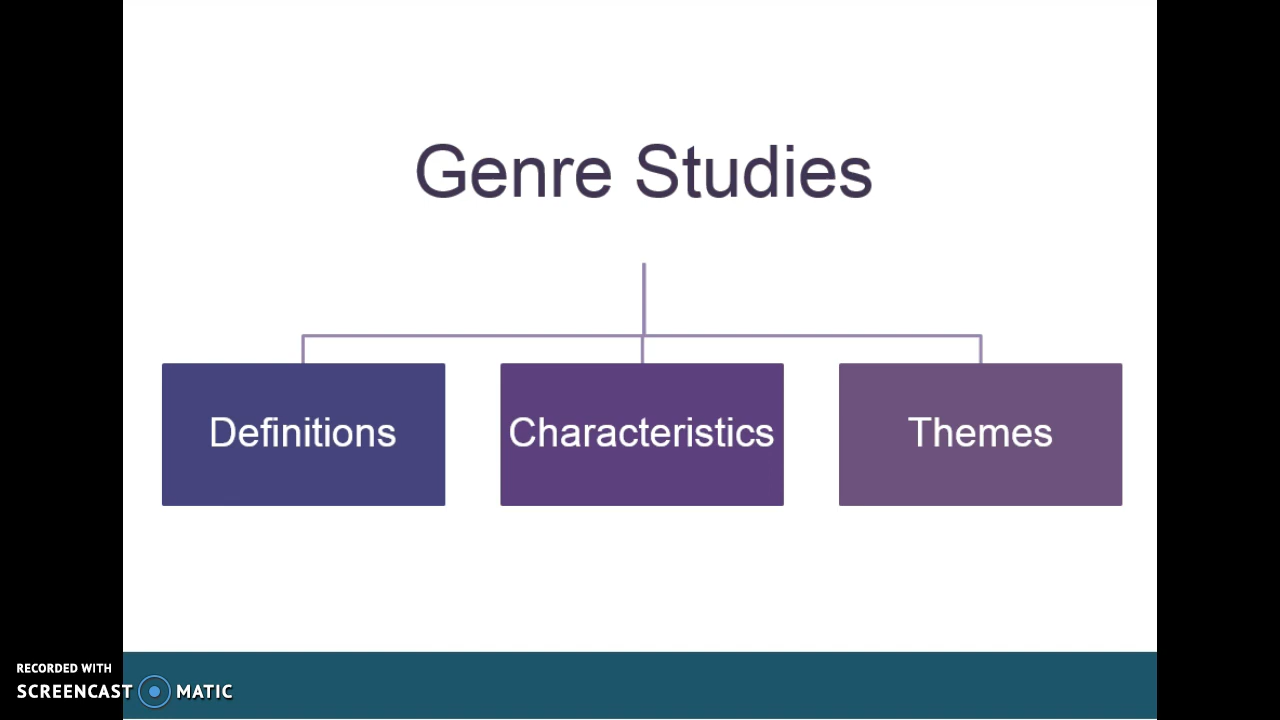 Genre Studies
Definitions
Characteristics
Themes
RECORDED WITH
SCREENCAST MATIC